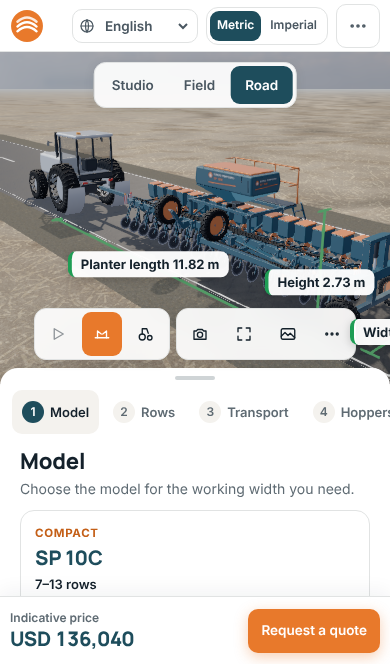 English
Metric
Imperial
Studio
Field
Road
Planter length 11.82 m
Height 2.73 m
1 Model
2 Rows
3 Transport
4 Hoppers
Model
Choose the model for the working width you need.
COMPACT
SP 10C
7–13 rows
Indicative price
USD 136,040
Request a quote